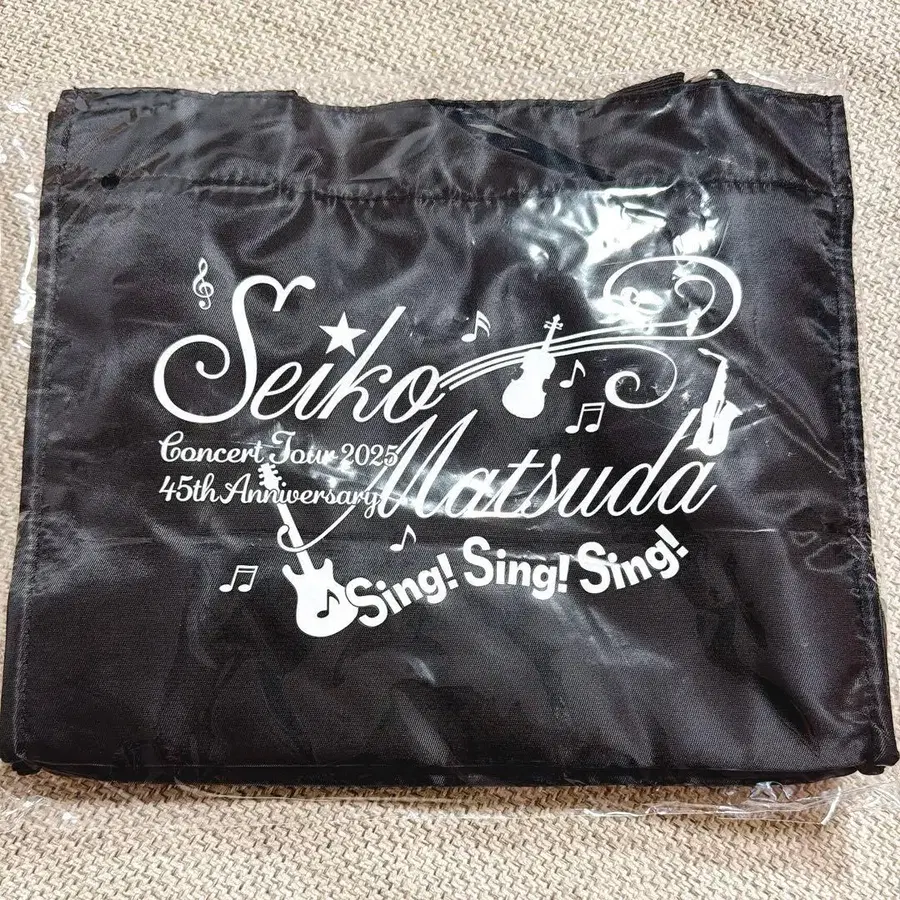 Seiko
Concert Tour 2025
45th Anniversary
Matsuda
Sing! Sing! Sing!